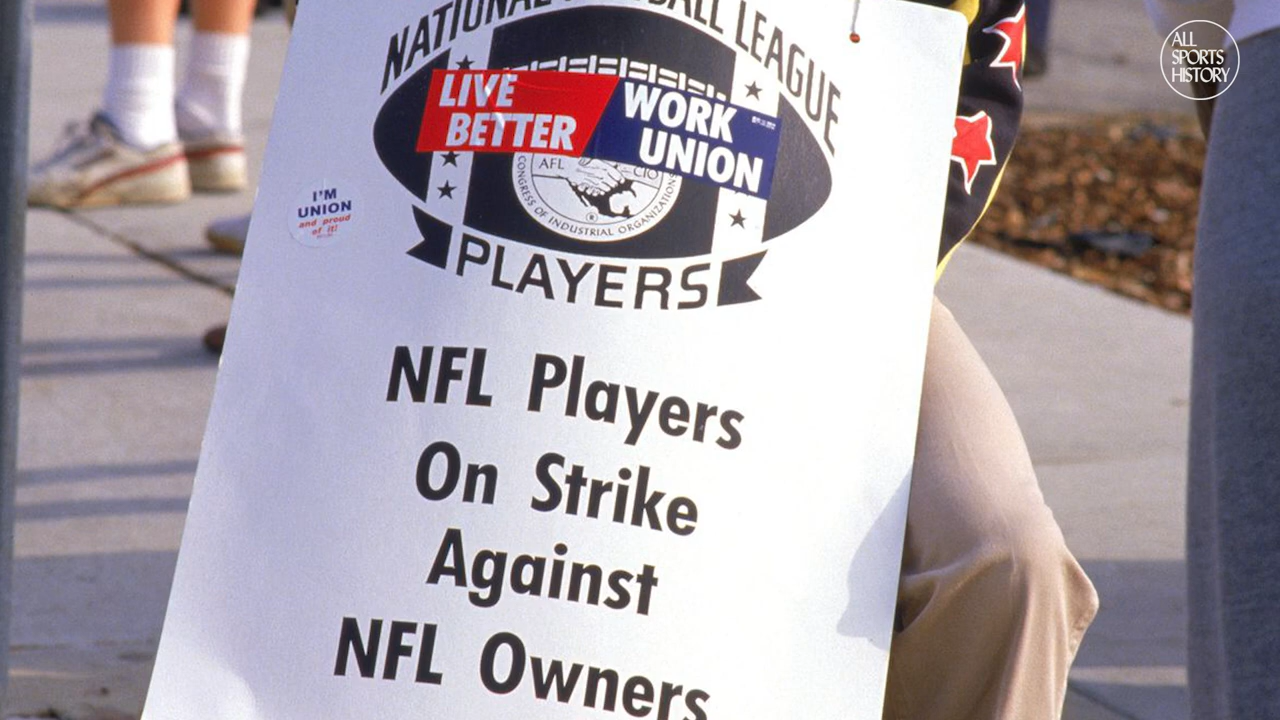 NATIONAL FOOTBALL LEAGUE
LIVE
BETTER
WORK
UNION
AFL CIO
CONGRESS OF INDUSTRIAL ORGANIZATIONS
PLAYERS
I'M
UNION
and proud
of it!
NFL Players
On Strike
Against
NFL Owners
ALL
SPORTS
HISTORY